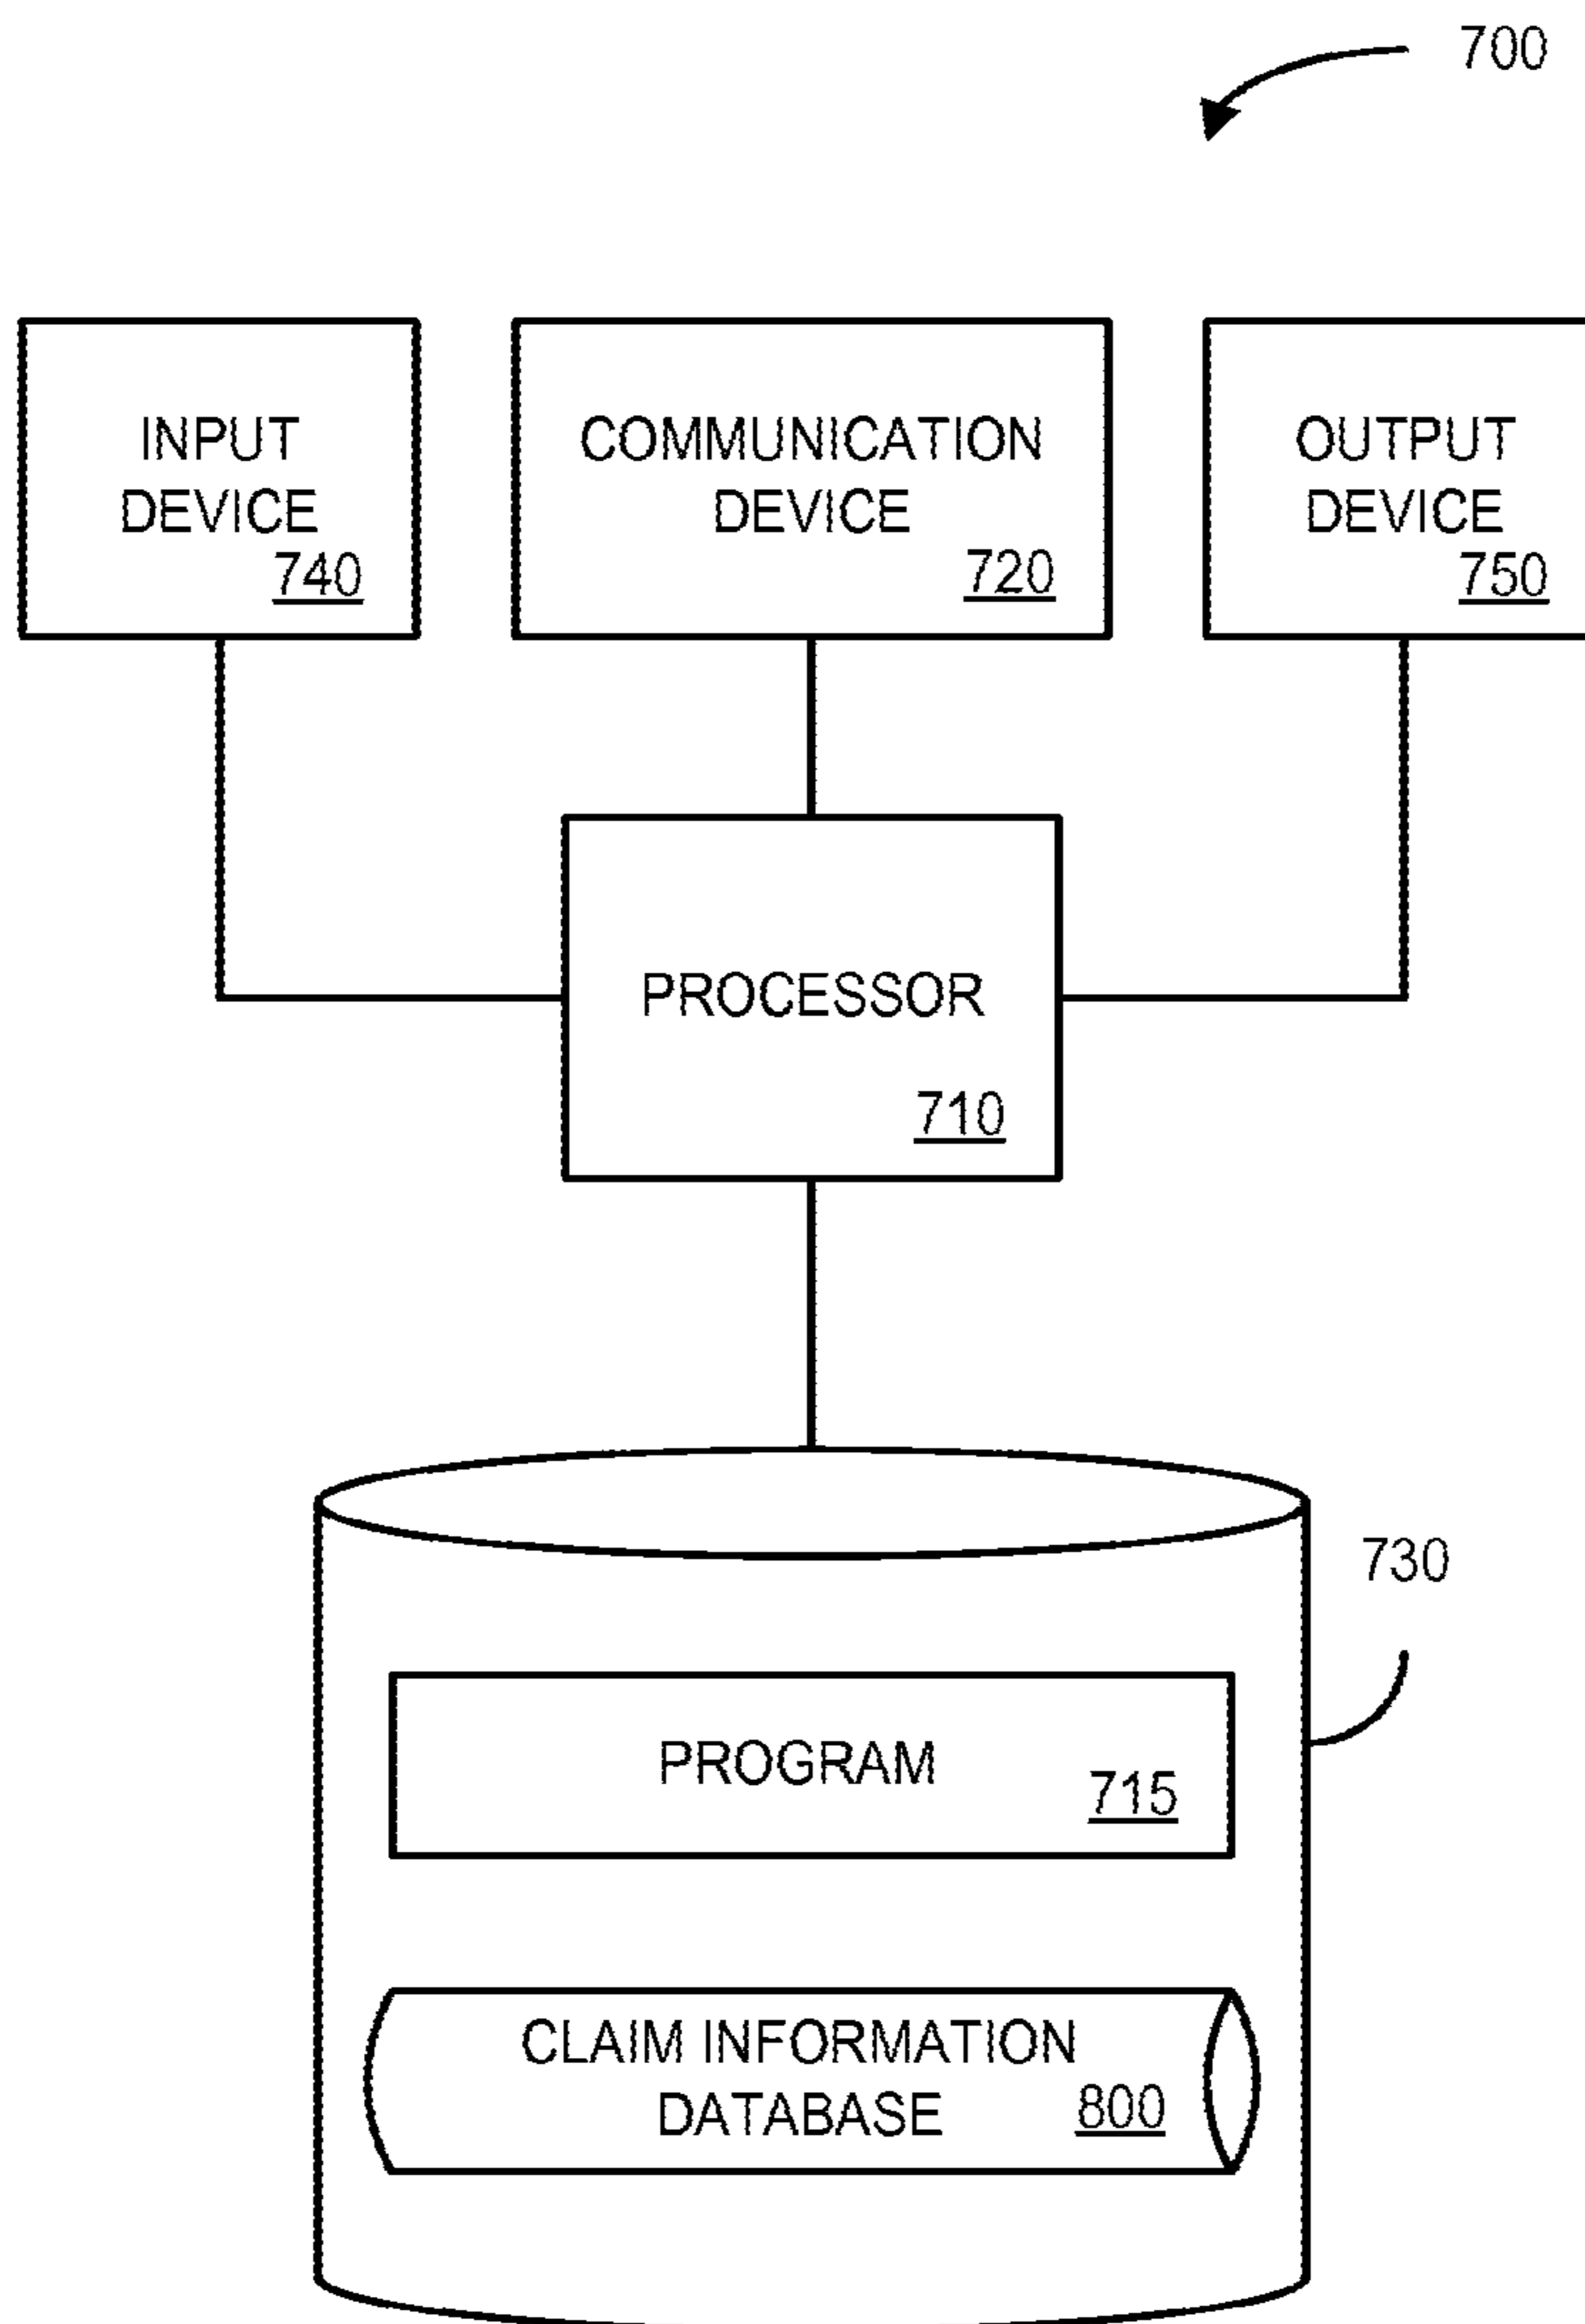 700
INPUT
DEVICE
740
COMMUNICATION
DEVICE
720
OUTPUT
DEVICE
750
PROCESSOR
710
730
PROGRAM
715
CLAIM INFORMATION
DATABASE
800